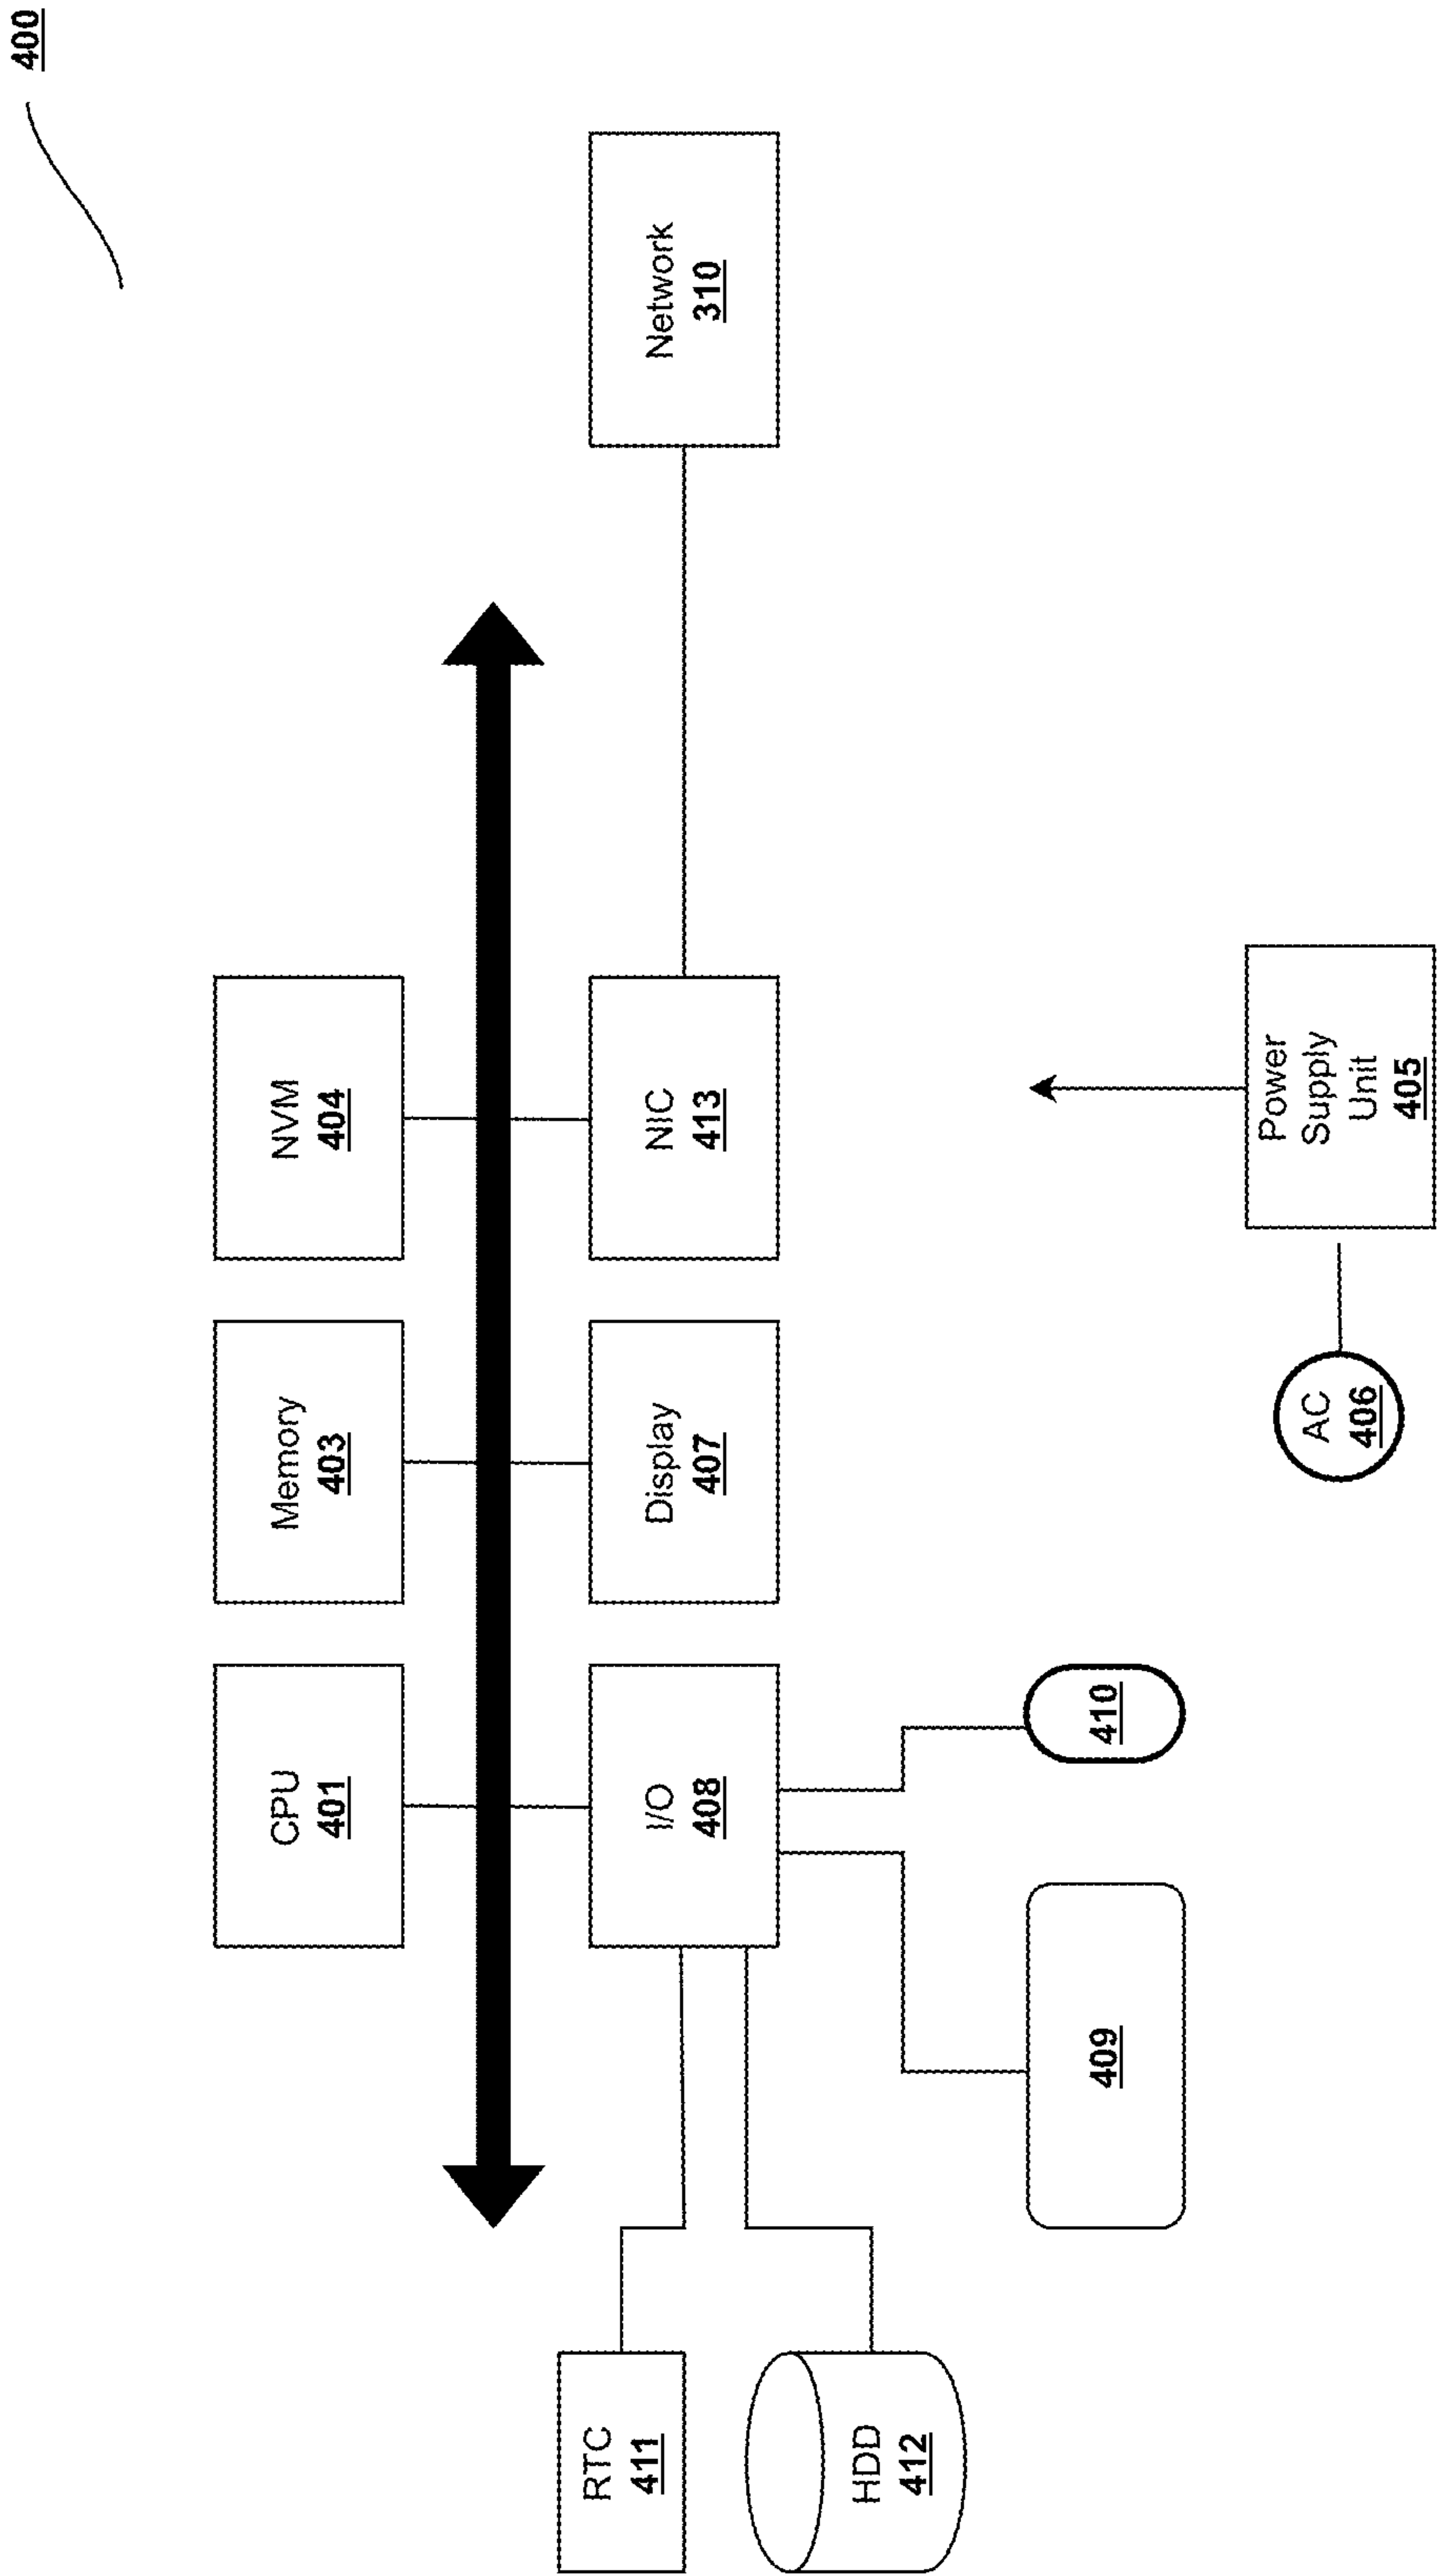 400
CPU
401
Memory
403
NVM
404
RTC
411
I/O
408
Display
407
NIC
413
Network
310
HDD
412
409
410
AC
406
Power
Supply
Unit
405